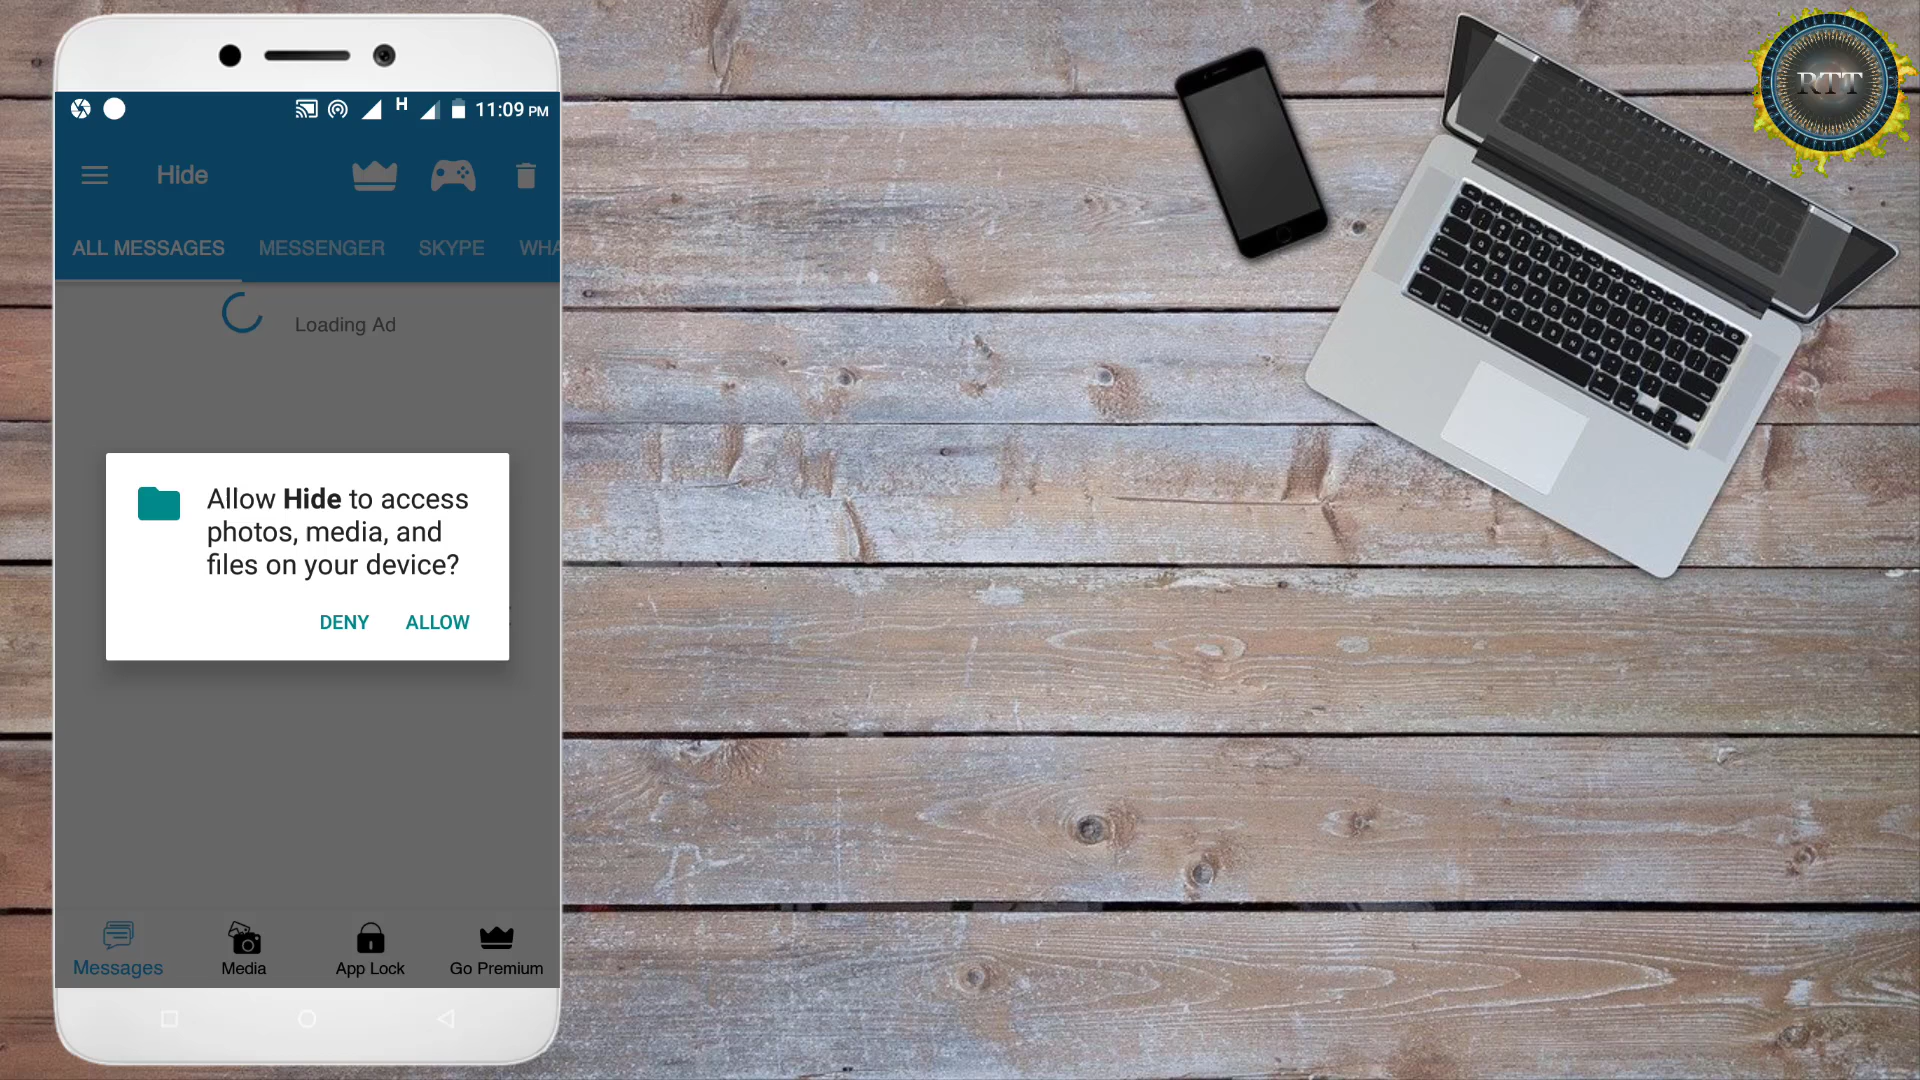 H
11:09 PM
Hide
ALL MESSAGES
MESSENGER
SKYPE
WHA
Loading Ad
Allow Hide to access
photos, media, and
files on your device?
DENY
ALLOW
Messages
Media
App Lock
Go Premium
RTT